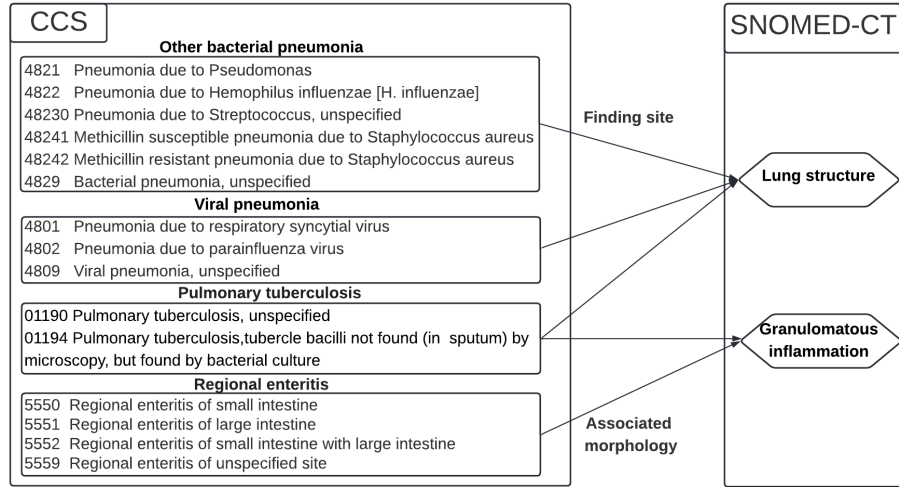 CCS
SNOMED-CT
Other bacterial pneumonia
4821 Pneumonia due to Pseudomonas
4822 Pneumonia due to Hemophilus influenzae [H. influenzae]
48230 Pneumonia due to Streptococcus, unspecified
48241 Methicillin susceptible pneumonia due to Staphylococcus aureus
48242 Methicillin resistant pneumonia due to Staphylococcus aureus
4829 Bacterial pneumonia, unspecified
Viral pneumonia
4801 Pneumonia due to respiratory syncytial virus
4802 Pneumonia due to parainfluenza virus
4809 Viral pneumonia, unspecified
Pulmonary tuberculosis
01190 Pulmonary tuberculosis, unspecified
01194 Pulmonary tuberculosis,tubercle bacilli not found (in sputum) by
microscopy, but found by bacterial culture
Regional enteritis
5550 Regional enteritis of small intestine
5551 Regional enteritis of large intestine
5552 Regional enteritis of small intestine with large intestine
5559 Regional enteritis of unspecified site
Finding site
Associated
morphology
Lung structure
Granulomatous
inflammation